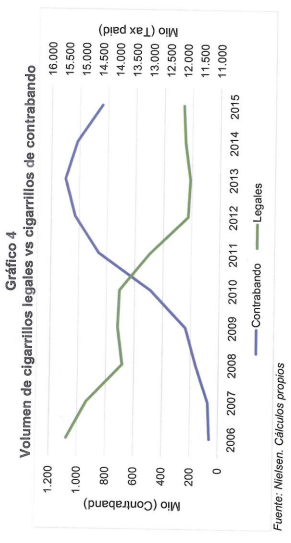 Gráfico 4
Volumen de cigarrillos legales vs cigarrillos de contrabando
Mio (Contraband)
1.200
1.000
800
600
400
200
0
Mio (Tax paid)
16.000
15.500
15.000
14.500
14.000
13.500
13.000
12.500
12.000
11.500
11.000
2006 2007 2008 2009 2010 2011 2012 2013 2014 2015
Contrabando Legales
Fuente: Nielsen. Cálculos propios